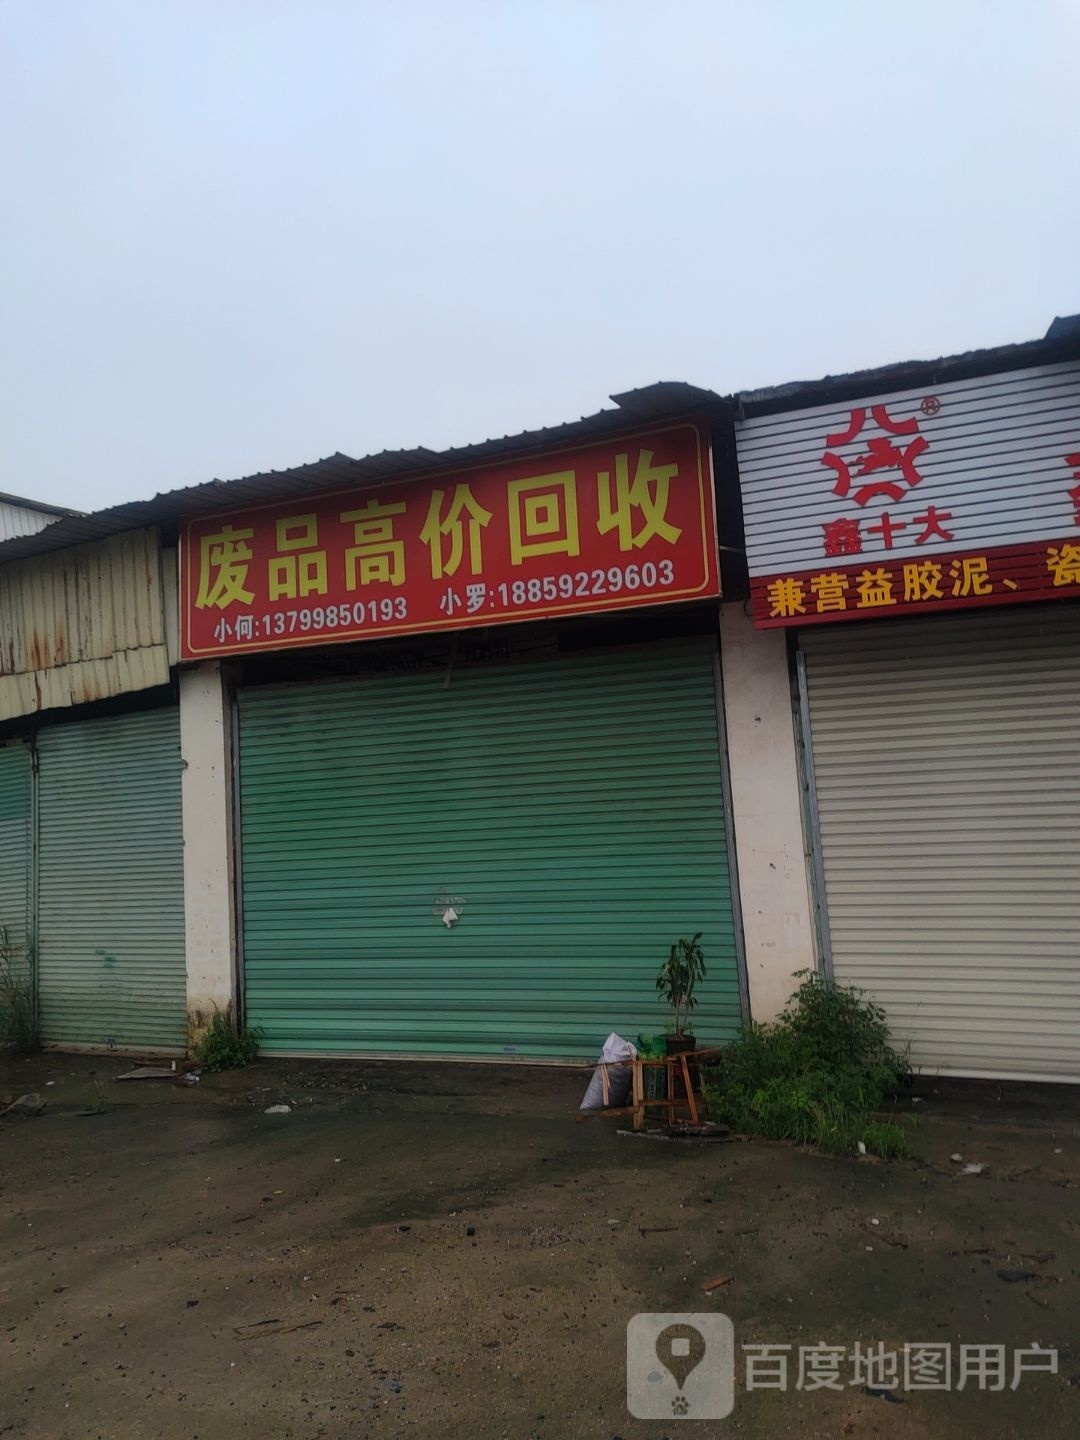 废品高价回收
小何:13799850193 小罗:18859229603
®
鑫十大
兼营益胶泥、瓷
百度地图用户